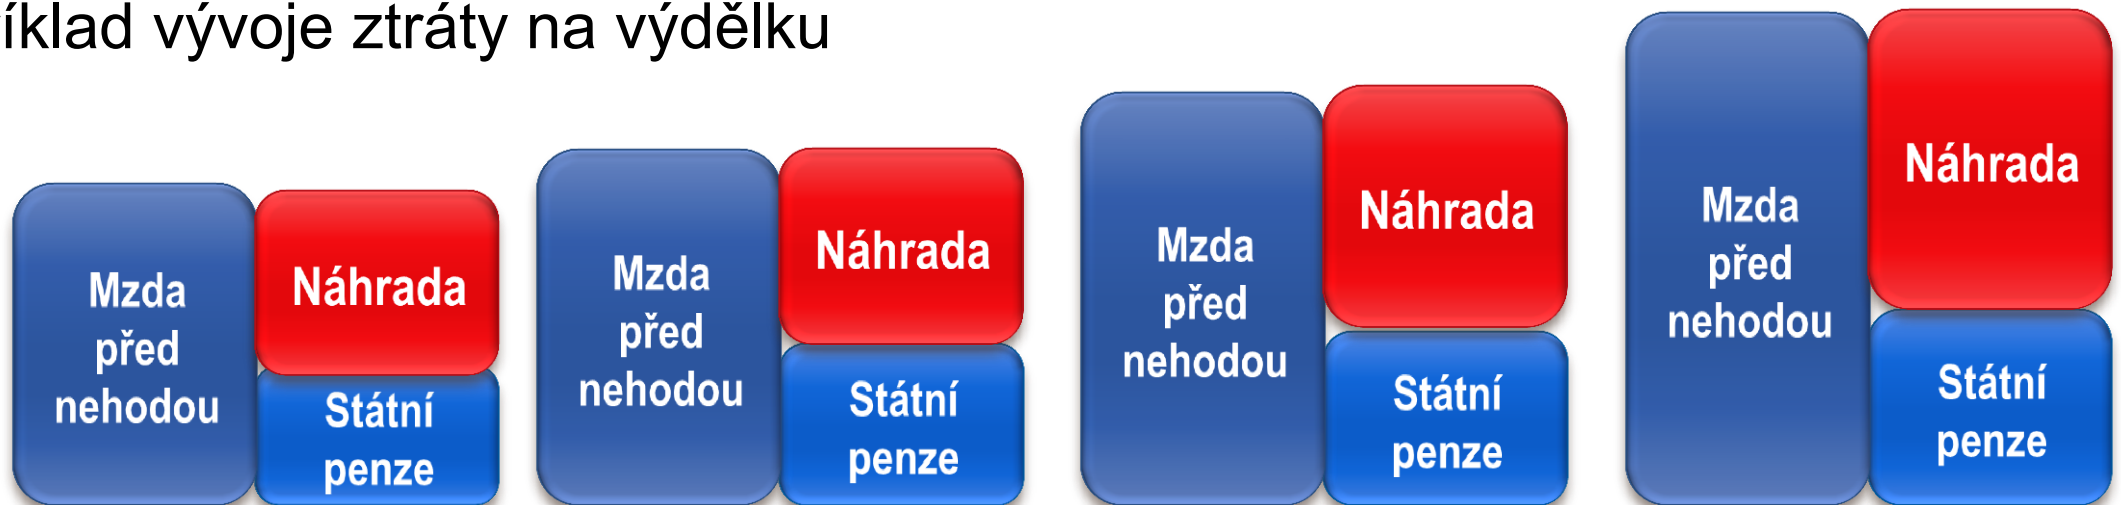 íklad vývoje ztráty na výdělku
Mzda
před
nehodou
Náhrada
Státní
penze
Mzda
před
nehodou
Náhrada
Státní
penze
Mzda
před
nehodou
Náhrada
Státní
penze
Mzda
před
nehodou
Náhrada
Státní
penze